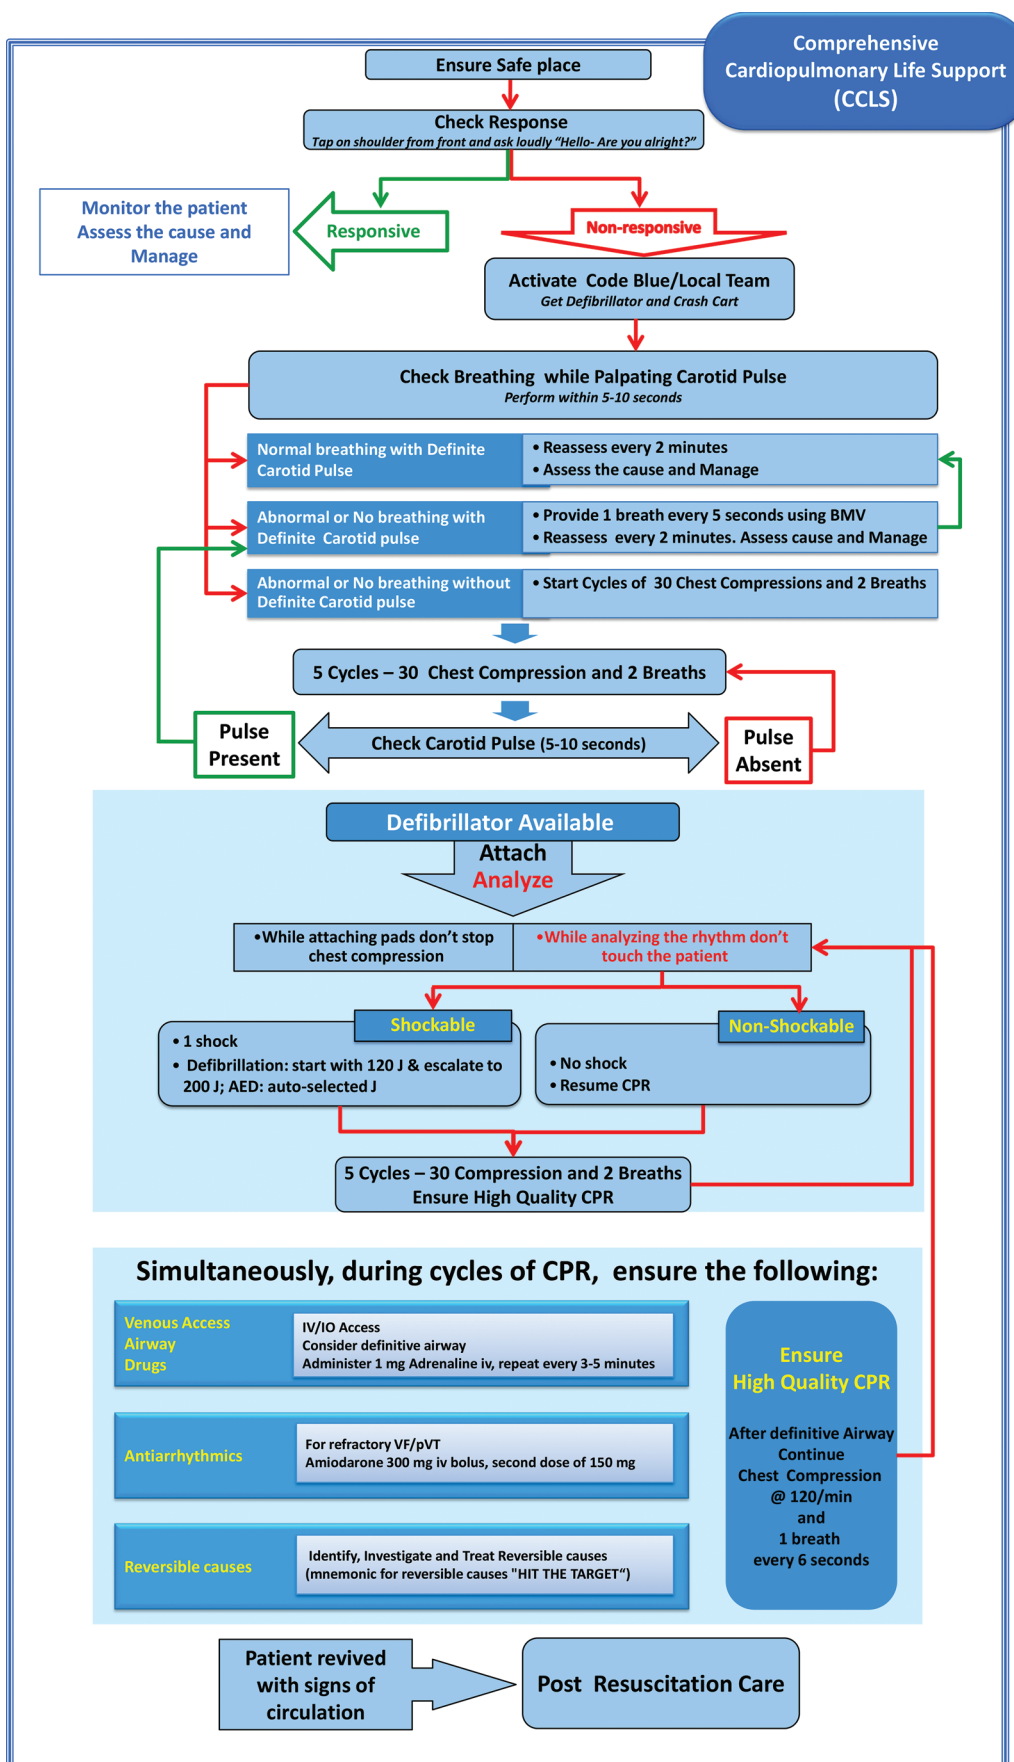 Comprehensive
Cardiopulmonary Life Support
(CCLS)
Ensure Safe place
Check Response
Tap on shoulder from front and ask loudly “Hello- Are you alright?”
Monitor the patient
Assess the cause and
Manage
Responsive
Non-responsive
Activate Code Blue/Local Team
Get Defibrillator and Crash Cart
Check Breathing while Palpating Carotid Pulse
Perform within 5-10 seconds
Normal breathing with Definite
Carotid Pulse
• Reassess every 2 minutes
• Assess the cause and Manage
Abnormal or No breathing with
Definite Carotid pulse
• Provide 1 breath every 5 seconds using BMV
• Reassess every 2 minutes. Assess cause and Manage
Abnormal or No breathing without
Definite Carotid pulse
• Start Cycles of 30 Chest Compressions and 2 Breaths
5 Cycles – 30 Chest Compression and 2 Breaths
Pulse
Present
Check Carotid Pulse (5-10 seconds)
Pulse
Absent
Defibrillator Available
Attach
Analyze
•While attaching pads don’t stop
chest compression
•While analyzing the rhythm don’t
touch the patient
Shockable
• 1 shock
• Defibrillation: start with 120 J & escalate to
200 J; AED: auto-selected J
Non-Shockable
• No shock
• Resume CPR
5 Cycles – 30 Compression and 2 Breaths
Ensure High Quality CPR
Simultaneously, during cycles of CPR, ensure the following:
Venous Access
Airway
Drugs
IV/IO Access
Consider definitive airway
Administer 1 mg Adrenaline iv, repeat every 3-5 minutes
Antiarrhythmics
For refractory VF/pVT
Amiodarone 300 mg iv bolus, second dose of 150 mg
Reversible causes
Identify, Investigate and Treat Reversible causes
(mnemonic for reversible causes "HIT THE TARGET“)
Ensure
High Quality CPR
After definitive Airway
Continue
Chest Compression
@ 120/min
and
1 breath
every 6 seconds
Patient revived
with signs of
circulation
Post Resuscitation Care